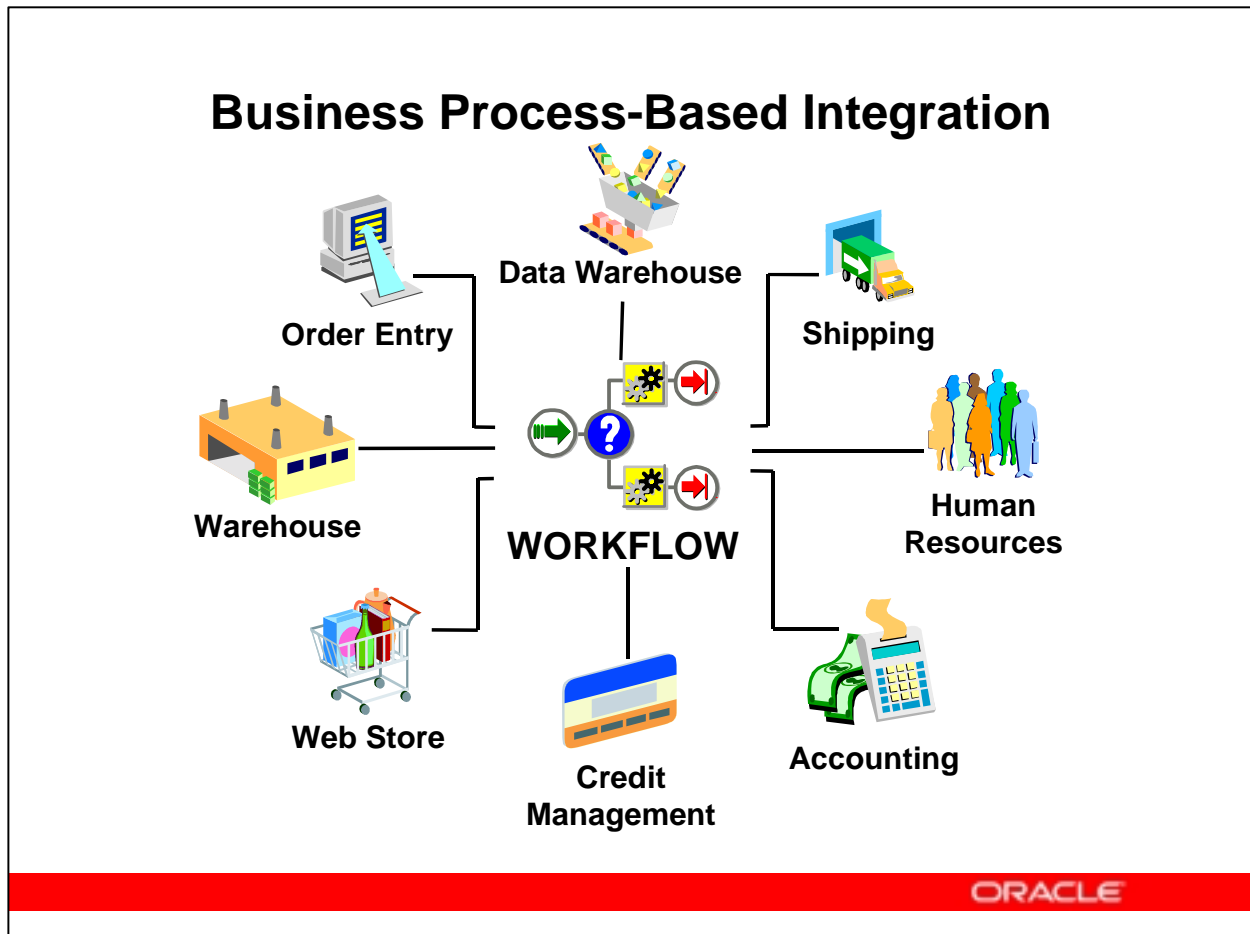 Business Process-Based Integration
Data Warehouse
Order Entry
Shipping
?
Warehouse
Human
Resources
WORKFLOW
Web Store
Credit
Management
Accounting
ORACLE